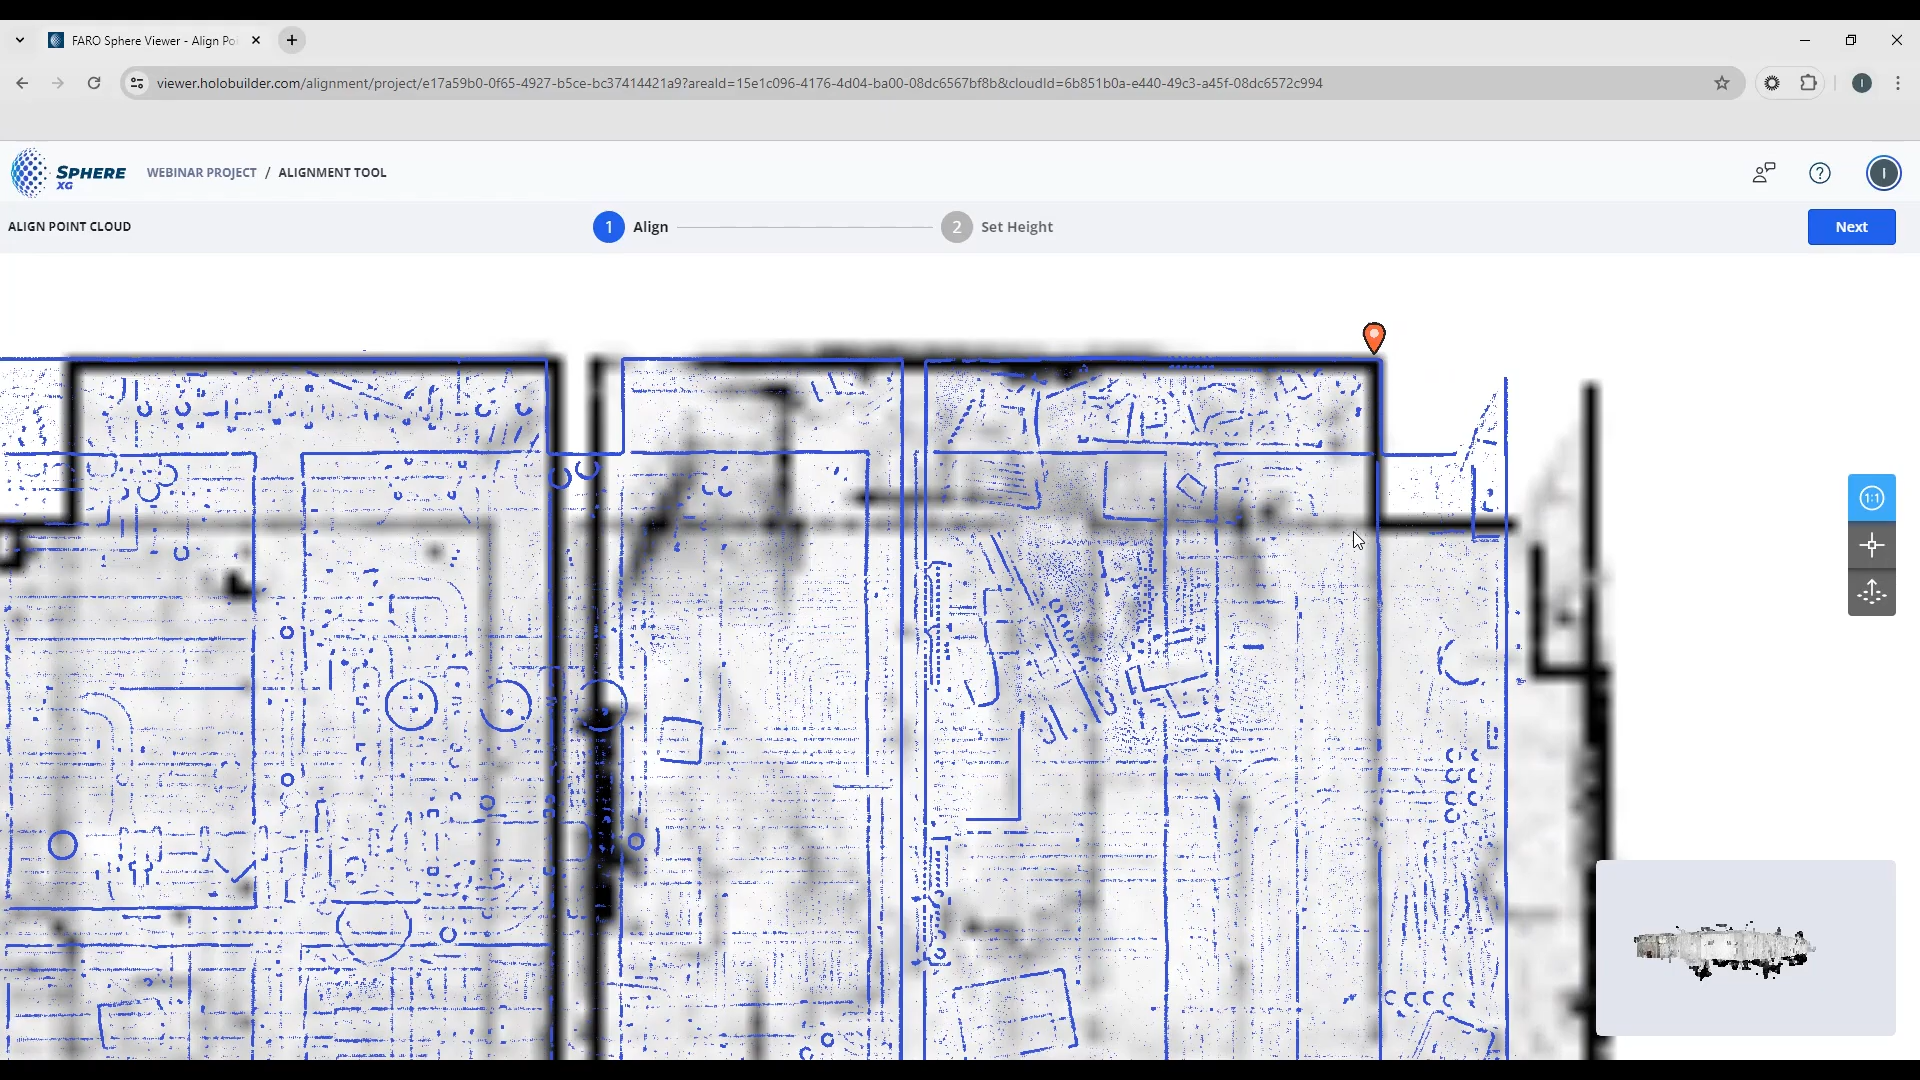 FARO Sphere Viewer - Align Po
viewer.holobuilder.com/alignment/project/e17a59b0-0f65-4927-b5ce-bc37414421a9?areaId=15e1c096-4176-4d04-ba00-08dc6567bf8b&cloudId=6b851b0a-e440-49c3-a45f-08dc6572c994
I
SPHERE
XG
WEBINAR PROJECT / ALIGNMENT TOOL
?
I
ALIGN POINT CLOUD
1 Align
2 Set Height
Next
1:1